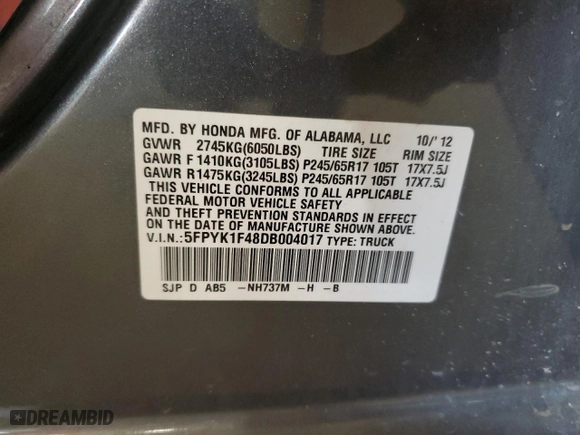 MFD. BY HONDA MFG. OF ALABAMA, LLC 10/'12
GVWR 2745KG(6050LBS) TIRE SIZE RIM SIZE
GAWR F 1410KG(3105LBS) P245/65R17 105T 17X7.5J
GAWR R1475KG(3245LBS) P245/65R17 105T 17X7.5J
THIS VEHICLE CONFORMS TO ALL APPLICABLE
FEDERAL MOTOR VEHICLE SAFETY
AND THEFT PREVENTION STANDARDS IN EFFECT
ON THE DATE OF MANUFACTURE SHOWN ABOVE.
V.I.N.: 5FPYK1F48DB004017 TYPE: TRUCK
SJP D AB5 -NH737M -H -B
DREAMBID